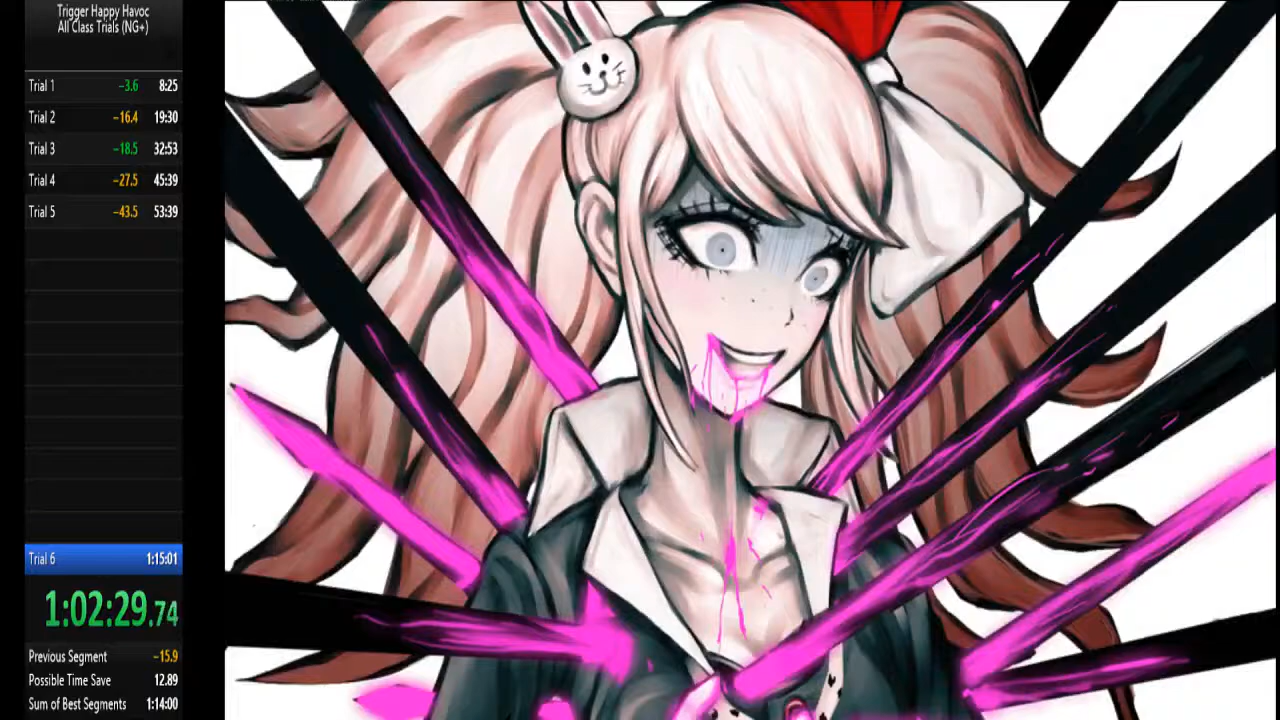 Trigger Happy Havoc
All Class Trials (NG+)
Trial 1 −3.6 8:25
Trial 2 −16.4 19:30
Trial 3 −18.5 32:53
Trial 4 −27.5 45:39
Trial 5 −43.5 53:39
Trial 6 1:15:01
1:02:29.74
Previous Segment −15.9
Possible Time Save 12.89
Sum of Best Segments 1:14:00